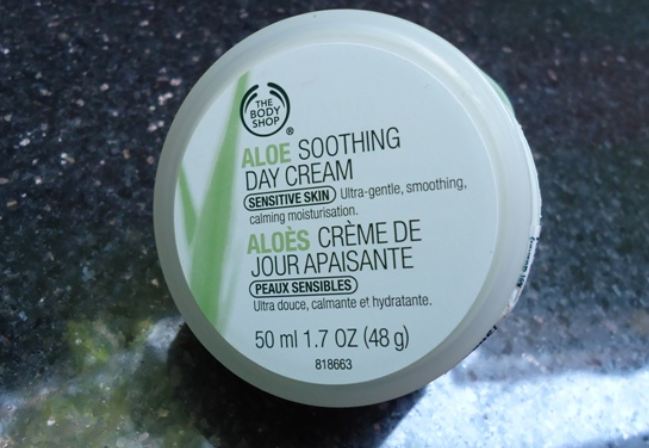 THE
BODY
SHOP®
ALOE SOOTHING
DAY CREAM
SENSITIVE SKIN Ultra-gentle, smoothing,
calming moisturisation.
ALOÈS CRÈME DE
JOUR APAISANTE
PEAUX SENSIBLES
Ultra douce, calmante et hydratante.
50 ml 1.7 OZ (48 g)
818663